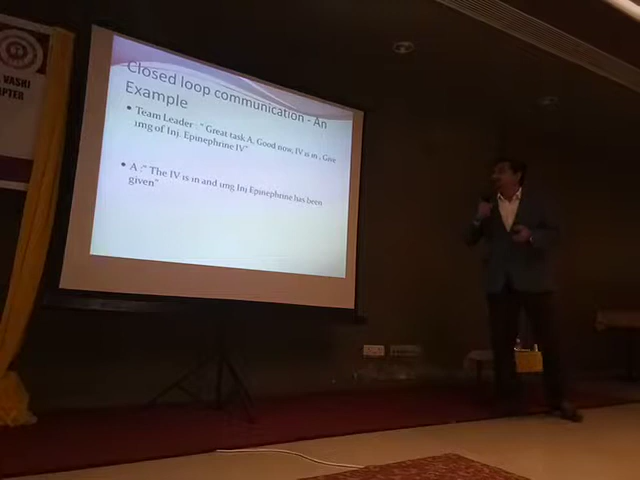 VASHI
Closed loop communication - An
Example
• Team Leader : " Great task A. Good now, IV is in , Give
1mg of Inj. Epinephrine IV"
• A :" The IV is in and 1mg Inj Epinephrine has been
given"